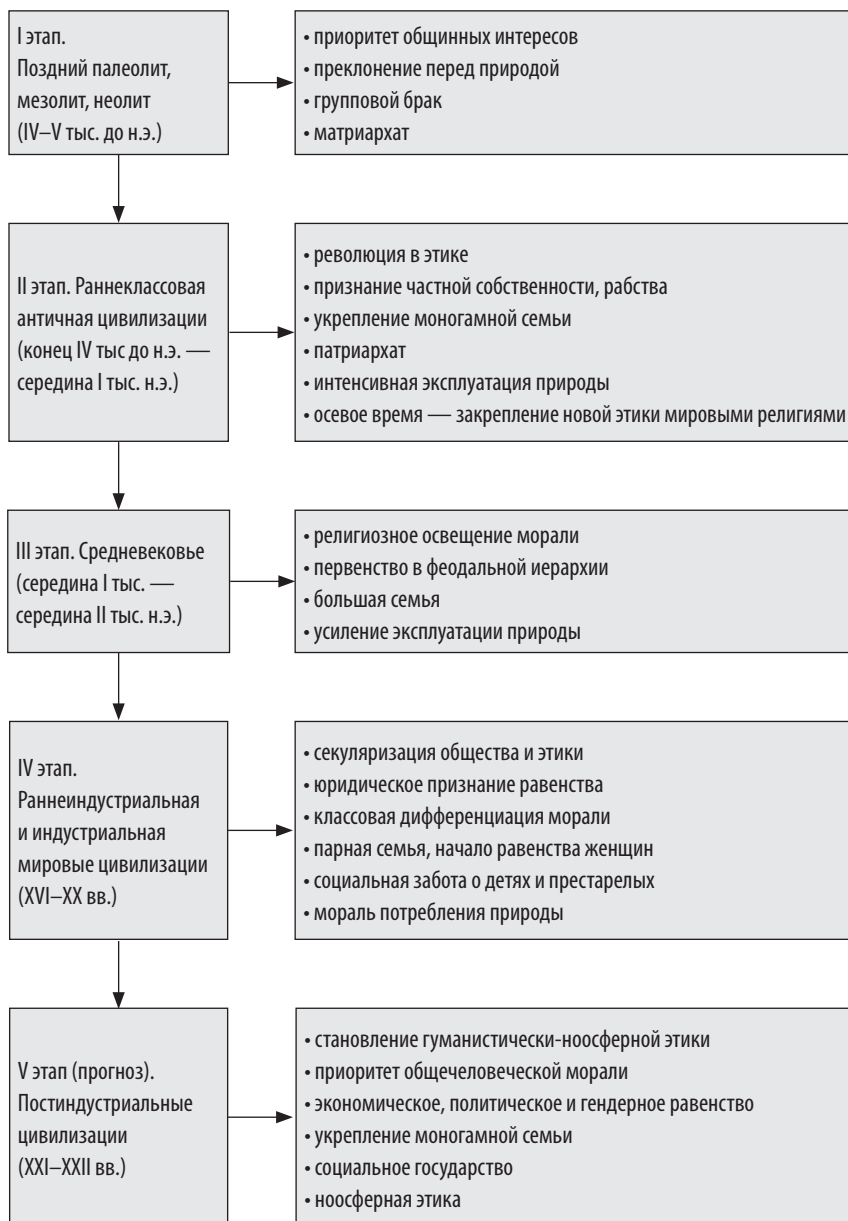 I этап.
Поздний палеолит,
мезолит, неолит
(IV–V тыс. до н.э.)
• приоритет общинных интересов
• преклонение перед природой
• групповой брак
• матриархат
II этап. Раннеклассовая
античная цивилизации
(конец IV тыс до н.э. —
середина I тыс. н.э.)
• революция в этике
• признание частной собственности, рабства
• укрепление моногамной семьи
• патриархат
• интенсивная эксплуатация природы
• осевое время — закрепление новой этики мировыми религиями
III этап. Средневековье
(середина I тыс. —
середина II тыс. н.э.)
• религиозное освещение морали
• первенство в феодальной иерархии
• большая семья
• усиление эксплуатации природы
IV этап.
Раннеиндустриальная
и индустриальная
мировые цивилизации
(XVI–XX вв.)
• секуляризация общества и этики
• юридическое признание равенства
• классовая дифференциация морали
• парная семья, начало равенства женщин
• социальная забота о детях и престарелых
• мораль потребления природы
V этап (прогноз).
Постиндустриальные
цивилизации
(XXI–XXII вв.)
• становление гуманистически-ноосферной этики
• приоритет общечеловеческой морали
• экономическое, политическое и гендерное равенство
• укрепление моногамной семьи
• социальное государство
• ноосферная этика